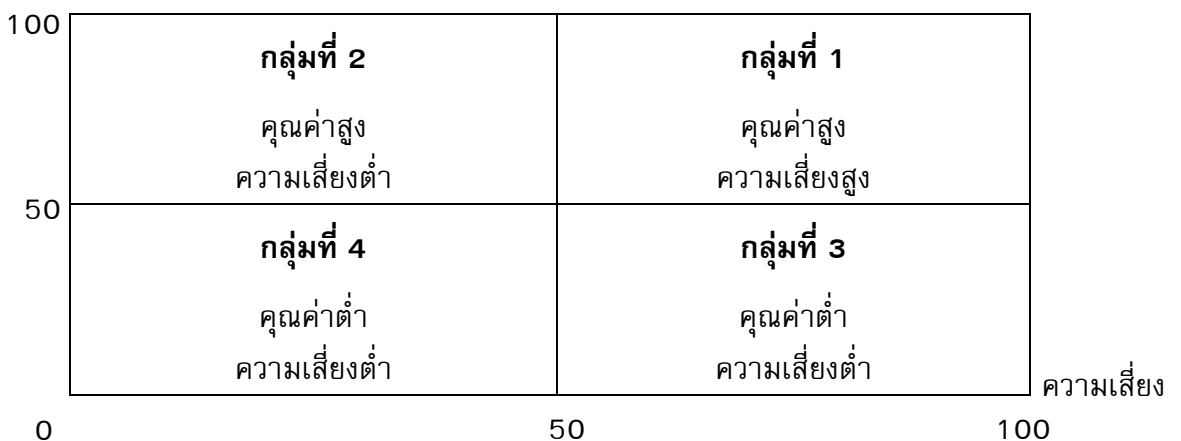 100
กลุ่มที่ 2 กลุ่มที่ 1
คุณค่าสูง คุณค่าสูง
ความเสี่ยงต่ำ ความเสี่ยงสูง
50
กลุ่มที่ 4 กลุ่มที่ 3
คุณค่าต่ำ คุณค่าต่ำ
ความเสี่ยงต่ำ ความเสี่ยงต่ำ
ความเสี่ยง
0 50 100